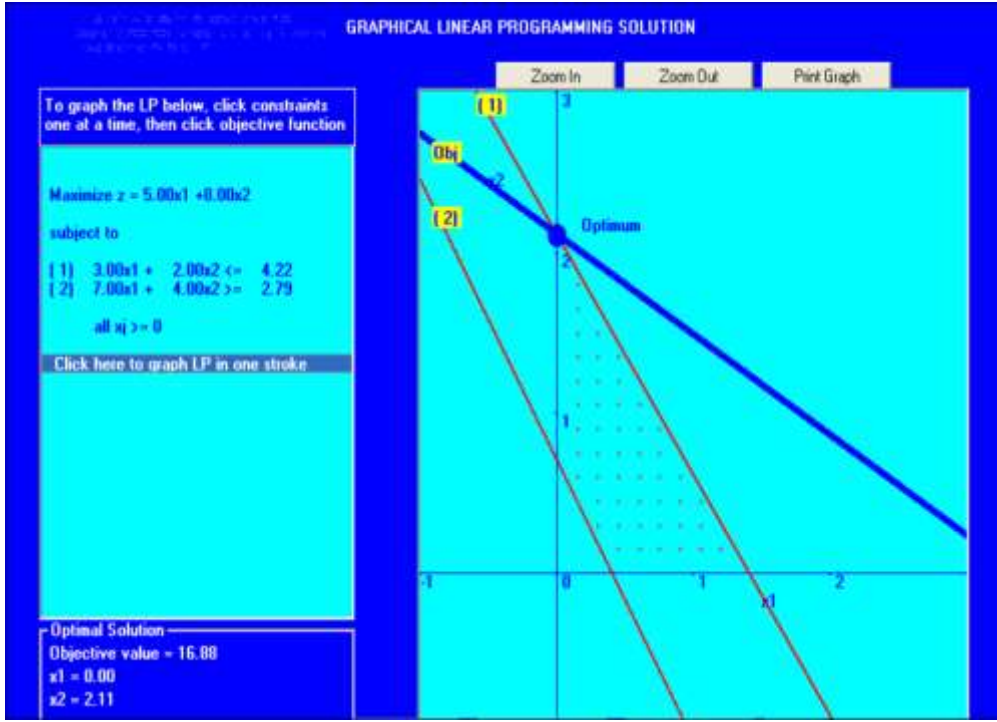 GRAPHICAL LINEAR PROGRAMMING SOLUTION
Zoom In
Zoom Out
Print Graph
To graph the LP below, click constraints
one at a time, then click objective function
Maximize z = 5.00x1 +8.00x2
subject to
( 1) 3.00x1 + 2.00x2 <= 4.22
( 2) 7.00x1 + 4.00x2 >= 2.79
all xj >= 0
Click here to graph LP in one stroke
Optimal Solution
Objective value = 16.88
x1 = 0.00
x2 = 2.11
( 1)
3
Obj
x2
( 2)
Optimum
2
1
-1
0
1
2
x1